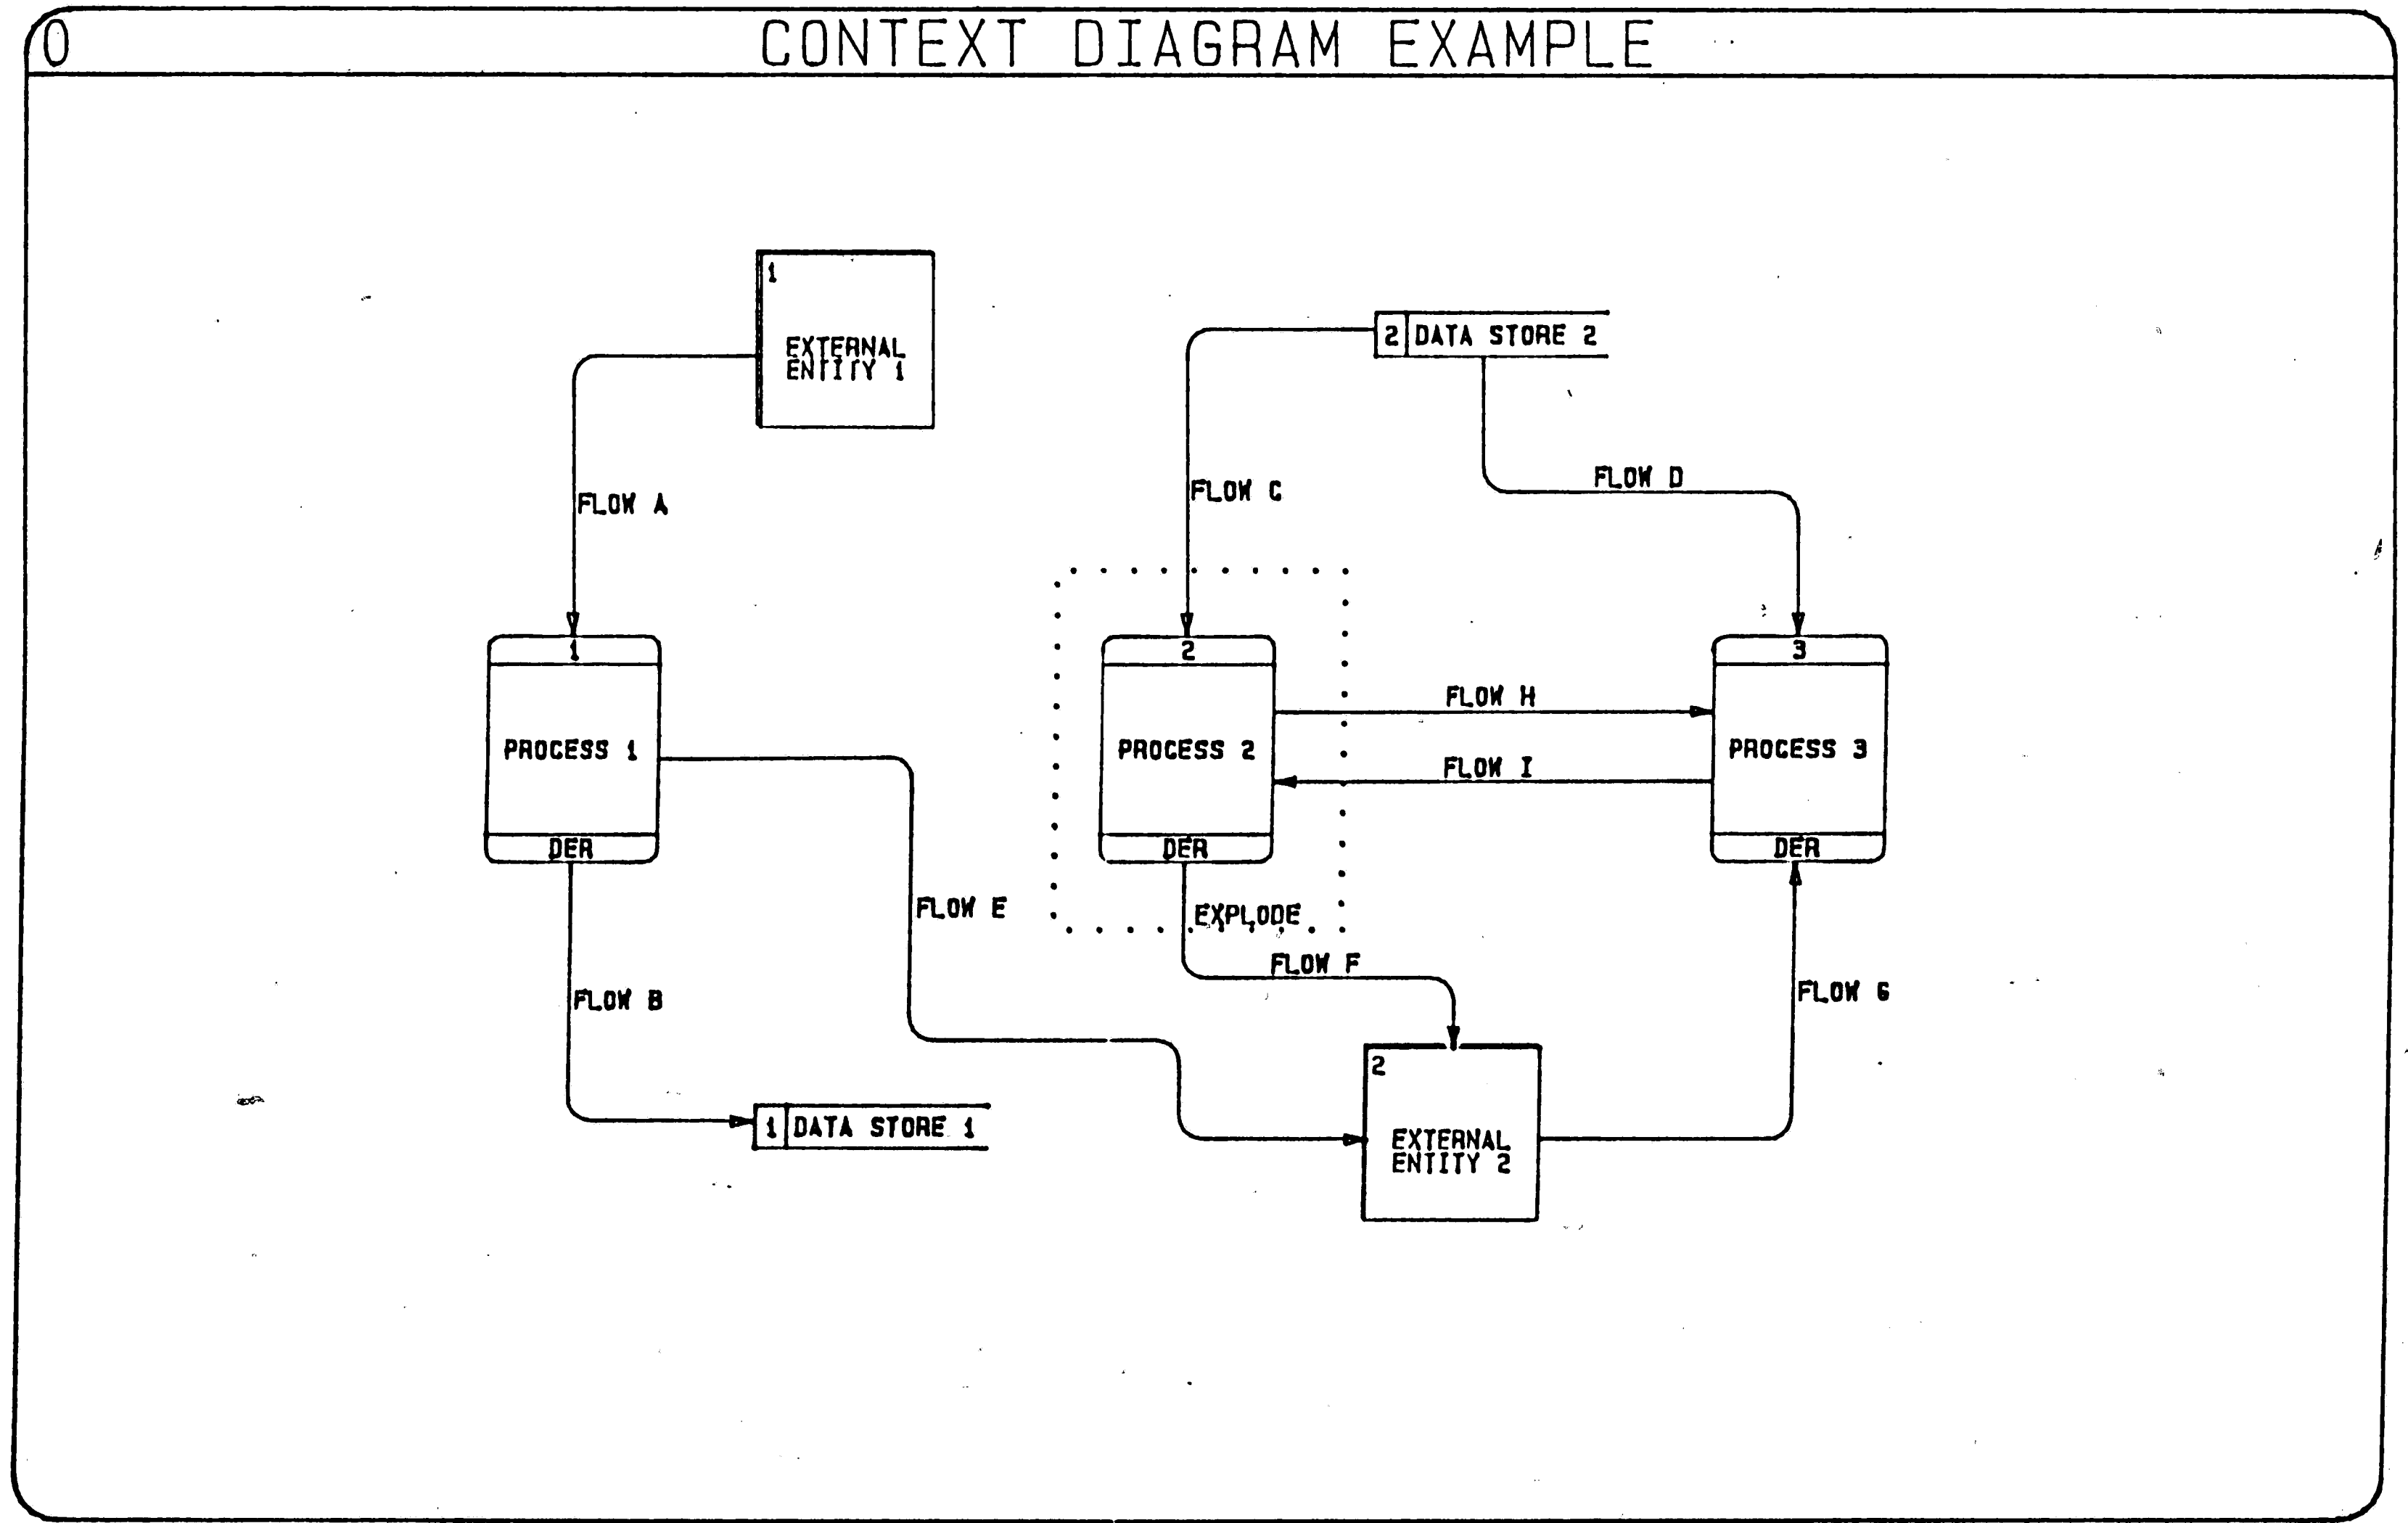 0
CONTEXT DIAGRAM EXAMPLE
1
EXTERNAL
ENTITY 1
2 DATA STORE 2
FLOW A
FLOW C
FLOW D
1
PROCESS 1
DER
2
PROCESS 2
DER
3
PROCESS 3
DER
FLOW H
FLOW I
FLOW E
EXPLODE
FLOW F
FLOW B
FLOW G
1 DATA STORE 1
2
EXTERNAL
ENTITY 2